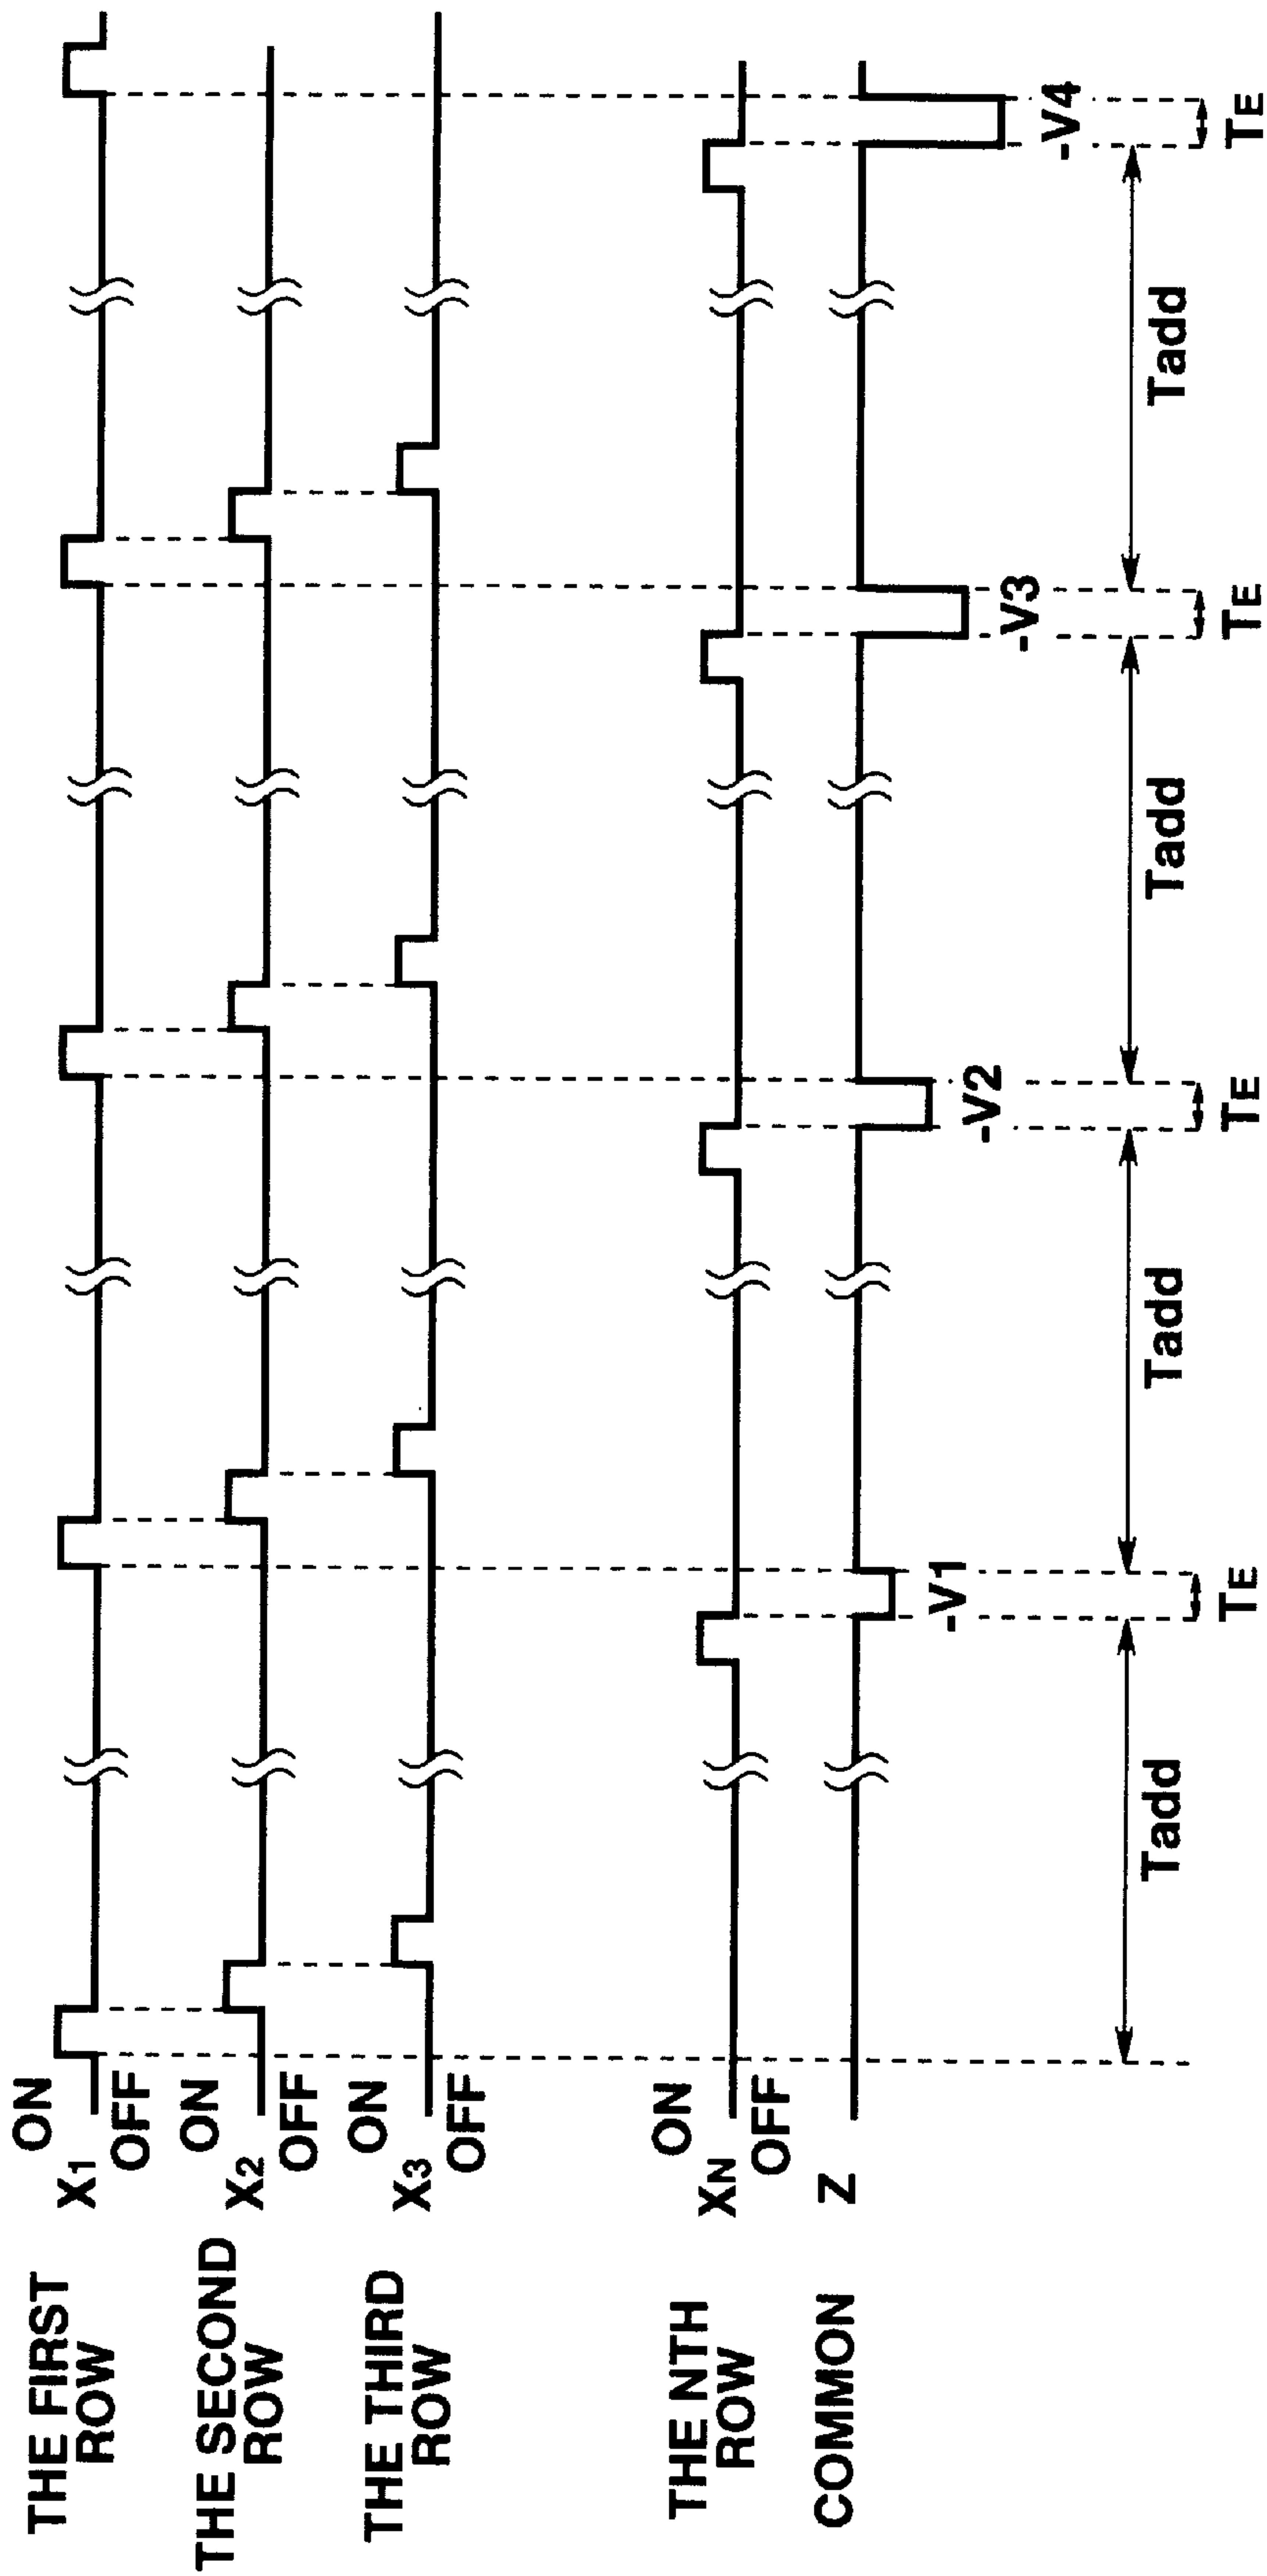 THE FIRST
ROW
X1
ON
OFF
THE SECOND
ROW
X2
ON
OFF
THE THIRD
ROW
X3
ON
OFF
THE NTH
ROW
XN
ON
OFF
COMMON
Z
-V1
-V2
-V3
-V4
Tadd
Tadd
Tadd
Tadd
TE
TE
TE
TE